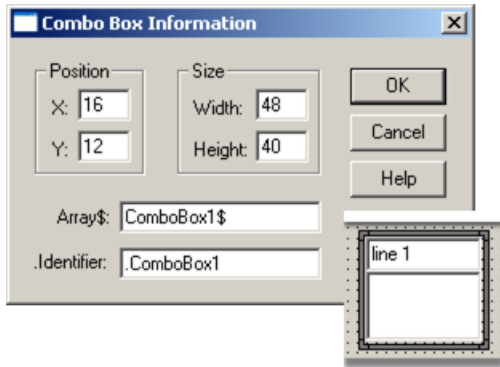 Combo Box Information
Position
X: 16
Y: 12
Size
Width: 48
Height: 40
OK
Cancel
Help
Array$: ComboBox1$
.Identifier: .ComboBox1
line 1